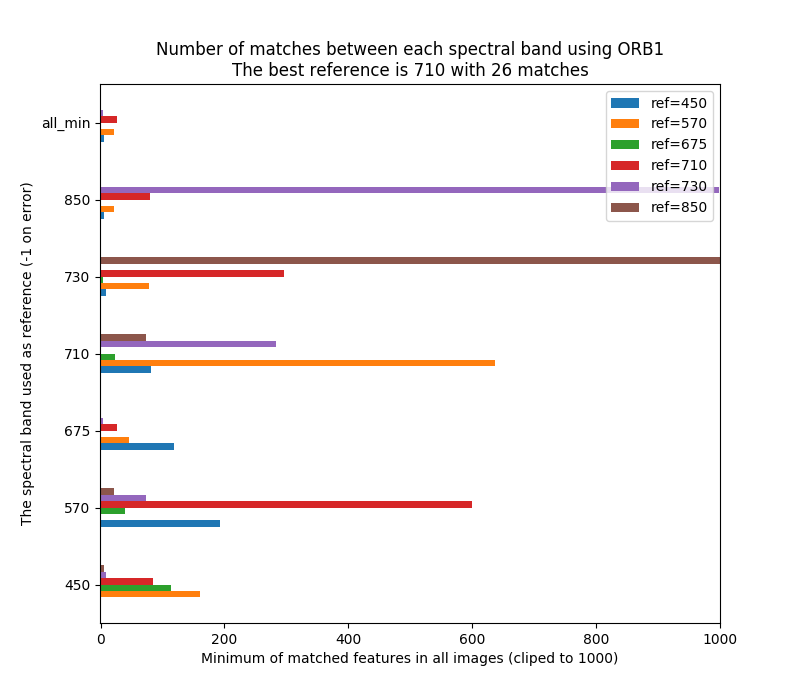 Number of matches between each spectral band using ORB1
The best reference is 710 with 26 matches
ref=450
ref=570
ref=675
ref=710
ref=730
ref=850
The spectral band used as reference (-1 on error)
all_min
850
730
710
675
570
450
0 200 400 600 800 1000
Minimum of matched features in all images (cliped to 1000)